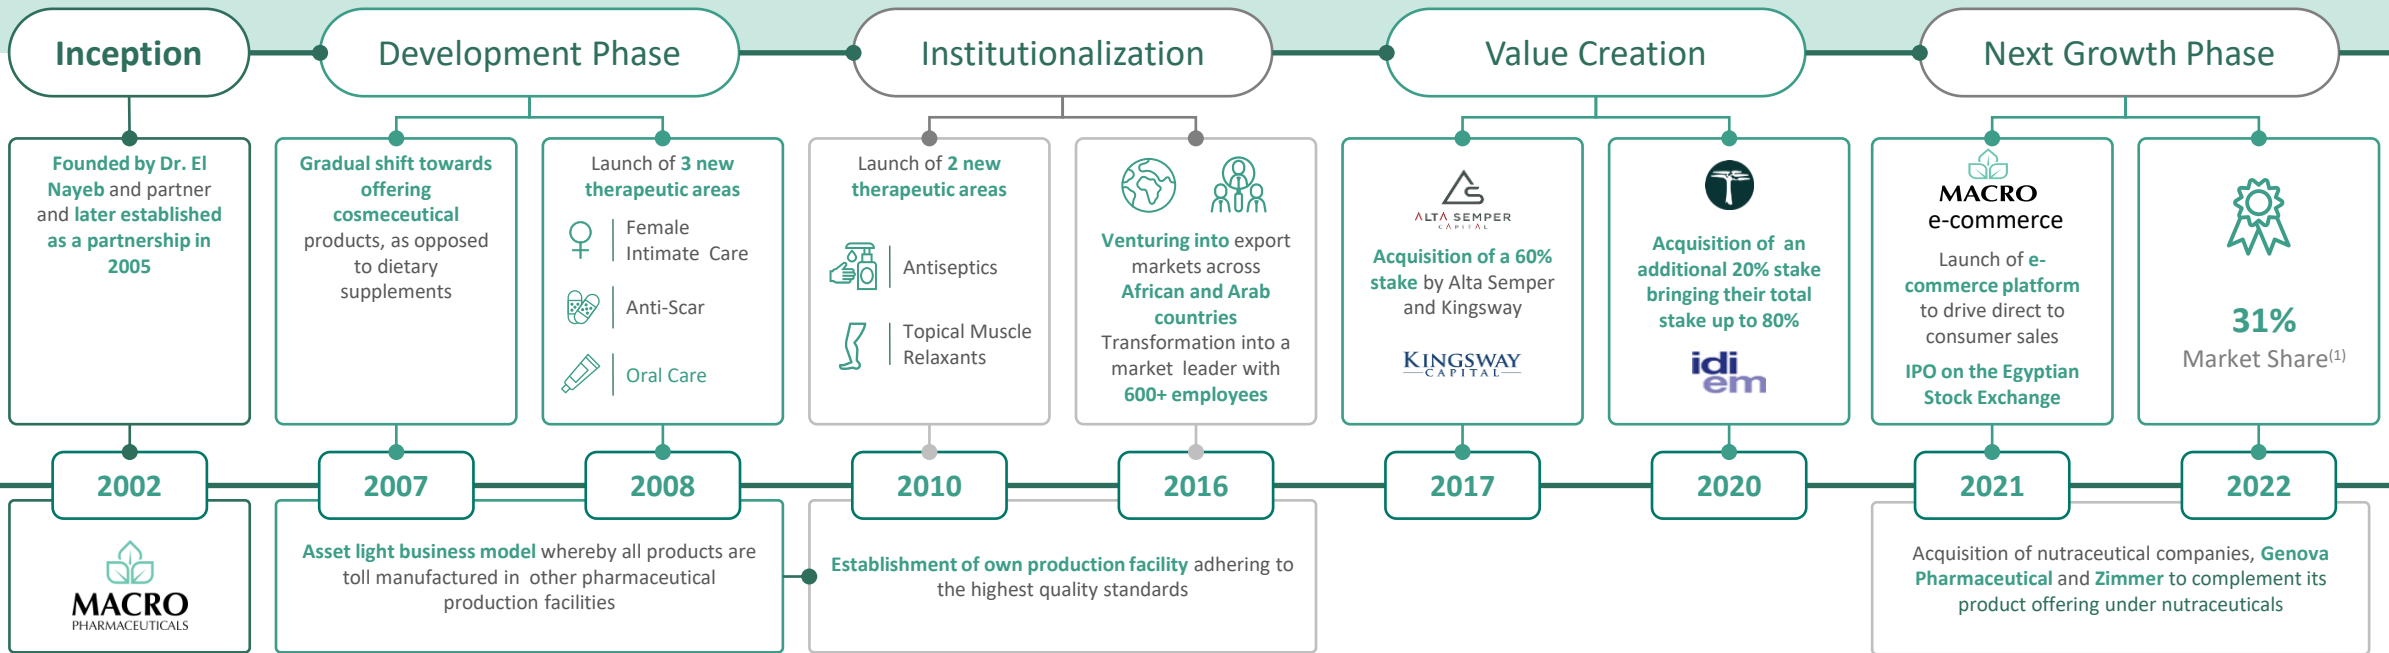 Inception
Development Phase
Institutionalization
Value Creation
Next Growth Phase
Founded by Dr. El
Nayeb and partner
and later established
as a partnership in
2005
Gradual shift towards
offering
cosmeceutical
products, as opposed
to dietary
supplements
Launch of 3 new
therapeutic areas
Female
Intimate Care
Anti-Scar
Oral Care
Launch of 2 new
therapeutic areas
Antiseptics
Topical Muscle
Relaxants
Venturing into export
markets across
African and Arab
countries
Transformation into a
market leader with
600+ employees
ALTA SEMPER
CAPITAL
Acquisition of a 60%
stake by Alta Semper
and Kingsway
KINGSWAY
CAPITAL
Acquisition of an
additional 20% stake
bringing their total
stake up to 80%
idi
em
MACRO
e-commerce
Launch of e-
commerce platform
to drive direct to
consumer sales
IPO on the Egyptian
Stock Exchange
31%
Market Share(1)
2002
2007
2008
2010
2016
2017
2020
2021
2022
MACRO
PHARMACEUTICALS
Asset light business model whereby all products are
toll manufactured in other pharmaceutical
production facilities
Establishment of own production facility adhering to
the highest quality standards
Acquisition of nutraceutical companies, Genova
Pharmaceutical and Zimmer to complement its
product offering under nutraceuticals